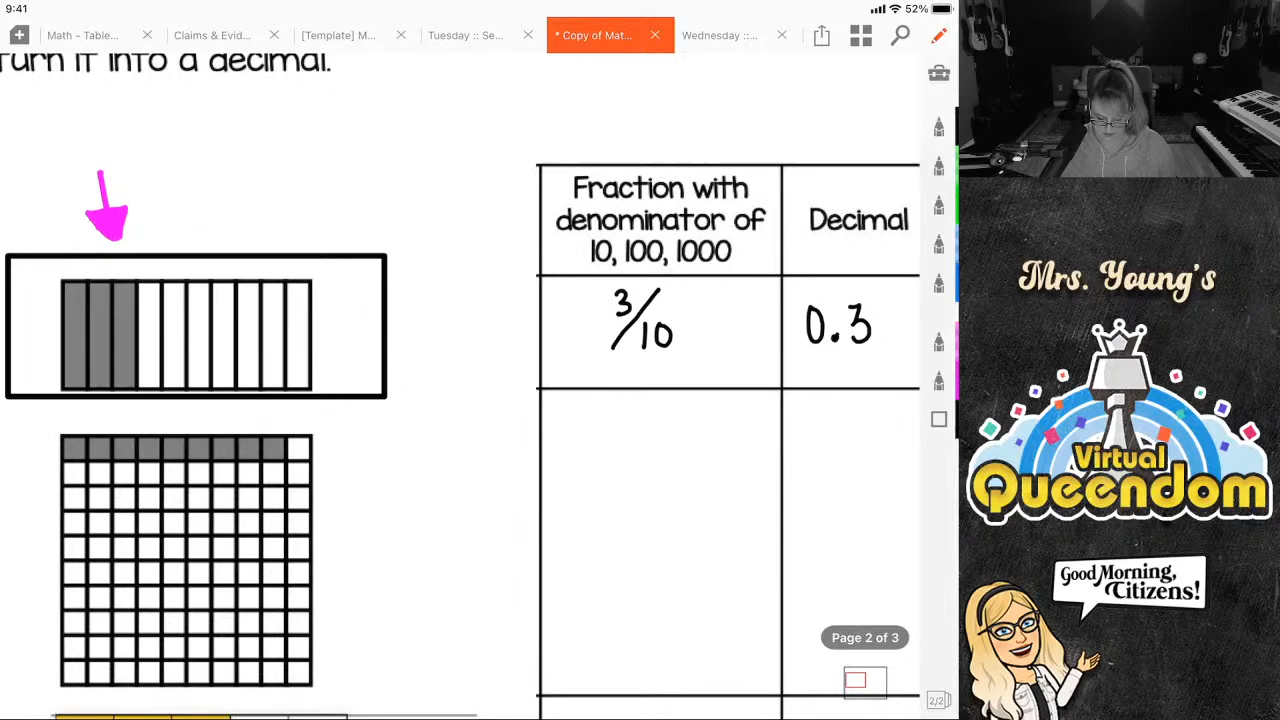 9:41
52%
Math - Table...
Claims & Evid...
[Template] M...
Tuesday :: Se...
* Copy of Mat...
Wednesday ::...
turn it into a decimal.
Fraction with
denominator of
10, 100, 1000
Decimal
3/10
0.3
Page 2 of 3
2/2
Mrs. Young's
Virtual
Queendom
Good Morning,
Citizens!